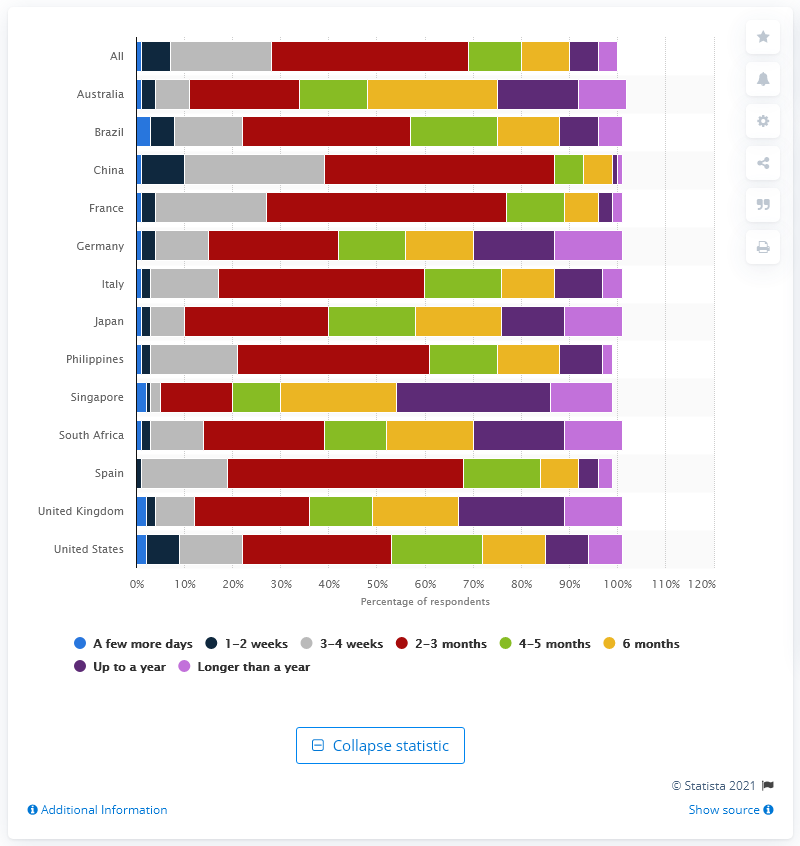 All
Australia
Brazil
China
France
Germany
Italy
Japan
Philippines
Singapore
South Africa
Spain
United Kingdom
United States
0% 10% 20% 30% 40% 50% 60% 70% 80% 90% 100% 110% 120%
Percentage of respondents
A few more days 1-2 weeks 3-4 weeks 2-3 months 4-5 months 6 months
Up to a year Longer than a year
Collapse statistic
© Statista 2021
Additional Information Show source